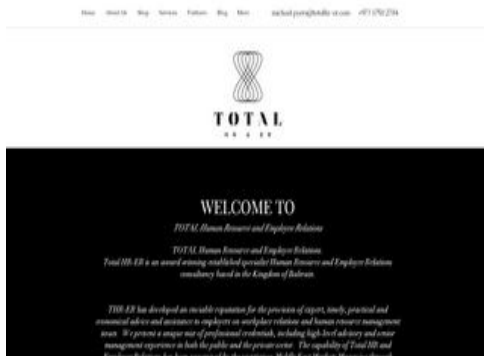 Home About Us Blog Services Platform Blog More
TOTAL
HR & ER
WELCOME TO
TOTAL Human Resource and Employee Relations
TOTAL Human Resource and Employee Relations
Total HR-ER is an award winning established specialist Human Resource and Employee Relations
consultancy based in the Kingdom of Bahrain.
THR-ER has developed an enviable reputation for the provision of expert, timely, practical and
economical advice and assistance to employers on workplace relations and human resource management
issues. We present a unique mix of professional credentials, including high-level advisory and senior
management experience in both the public and the private sector. The capability of Total HR and